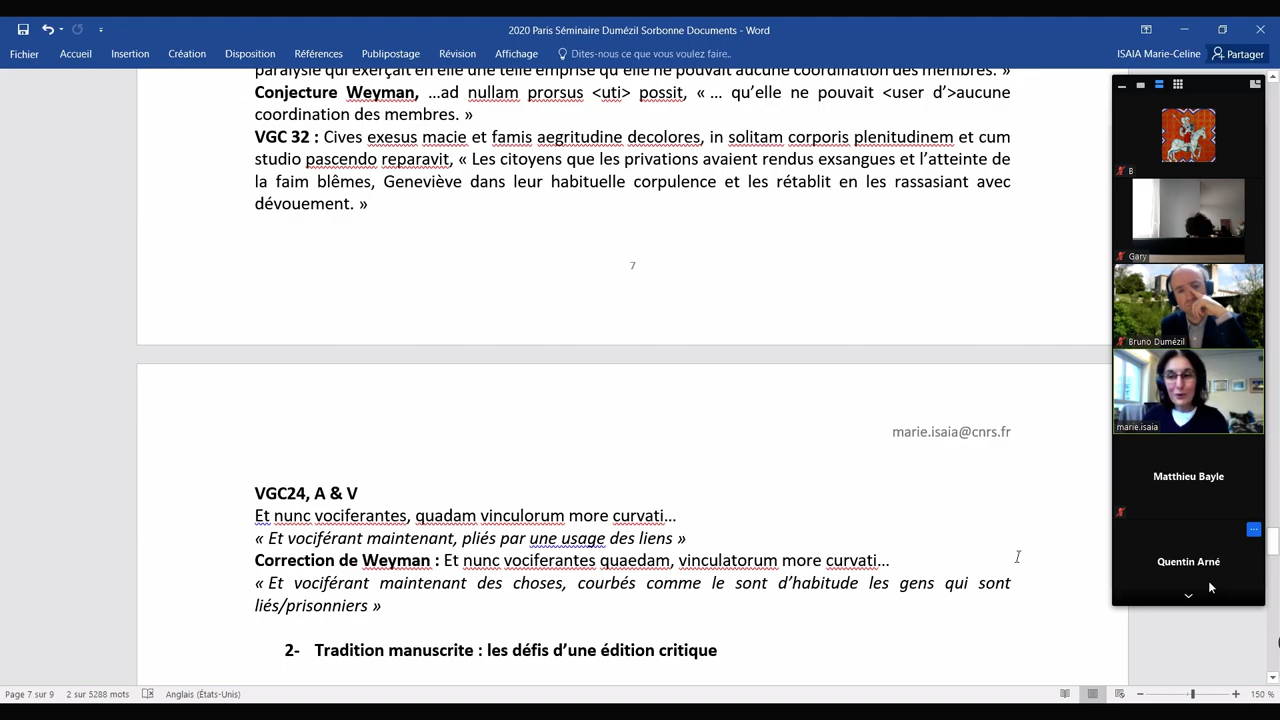 2020 Paris Séminaire Dumézil Sorbonne Documents - Word
Fichier Accueil Insertion Création Disposition Références Publipostage Révision Affichage Dites-nous ce que vous voulez faire.. ISAIA Marie-Celine Partager
paralysie qui exerçait en elle une telle emprise qu'elle ne pouvait aucune coordination des membres. »
Conjecture Weyman, …ad nullam prorsus <uti> possit, « … qu'elle ne pouvait <user d'>aucune
coordination des membres. »
VGC 32 : Cives exesus macie et famis aegritudine decolores, in solitam corporis plenitudinem et cum
studio pascendo reparavit, « Les citoyens que les privations avaient rendus exsangues et l'atteinte de
la faim blêmes, Geneviève dans leur habituelle corpulence et les rétablit en les rassasiant avec
dévouement. »
7
marie.isaia@cnrs.fr
VGC24, A & V
Et nunc vociferantes, quadam vinculorum more curvati…
« Et vociférant maintenant, pliés par une usage des liens »
Correction de Weyman : Et nunc vociferantes quaedam, vinculatorum more curvati…
« Et vociférant maintenant des choses, courbés comme le sont d'habitude les gens qui sont
liés/prisonniers »
2- Tradition manuscrite : les défis d'une édition critique
B
Gary
Bruno Dumézil
marie.isaia
Matthieu Bayle
Quentin Arné
Page 7 sur 9 2 sur 5288 mots Anglais (États-Unis) 150 %